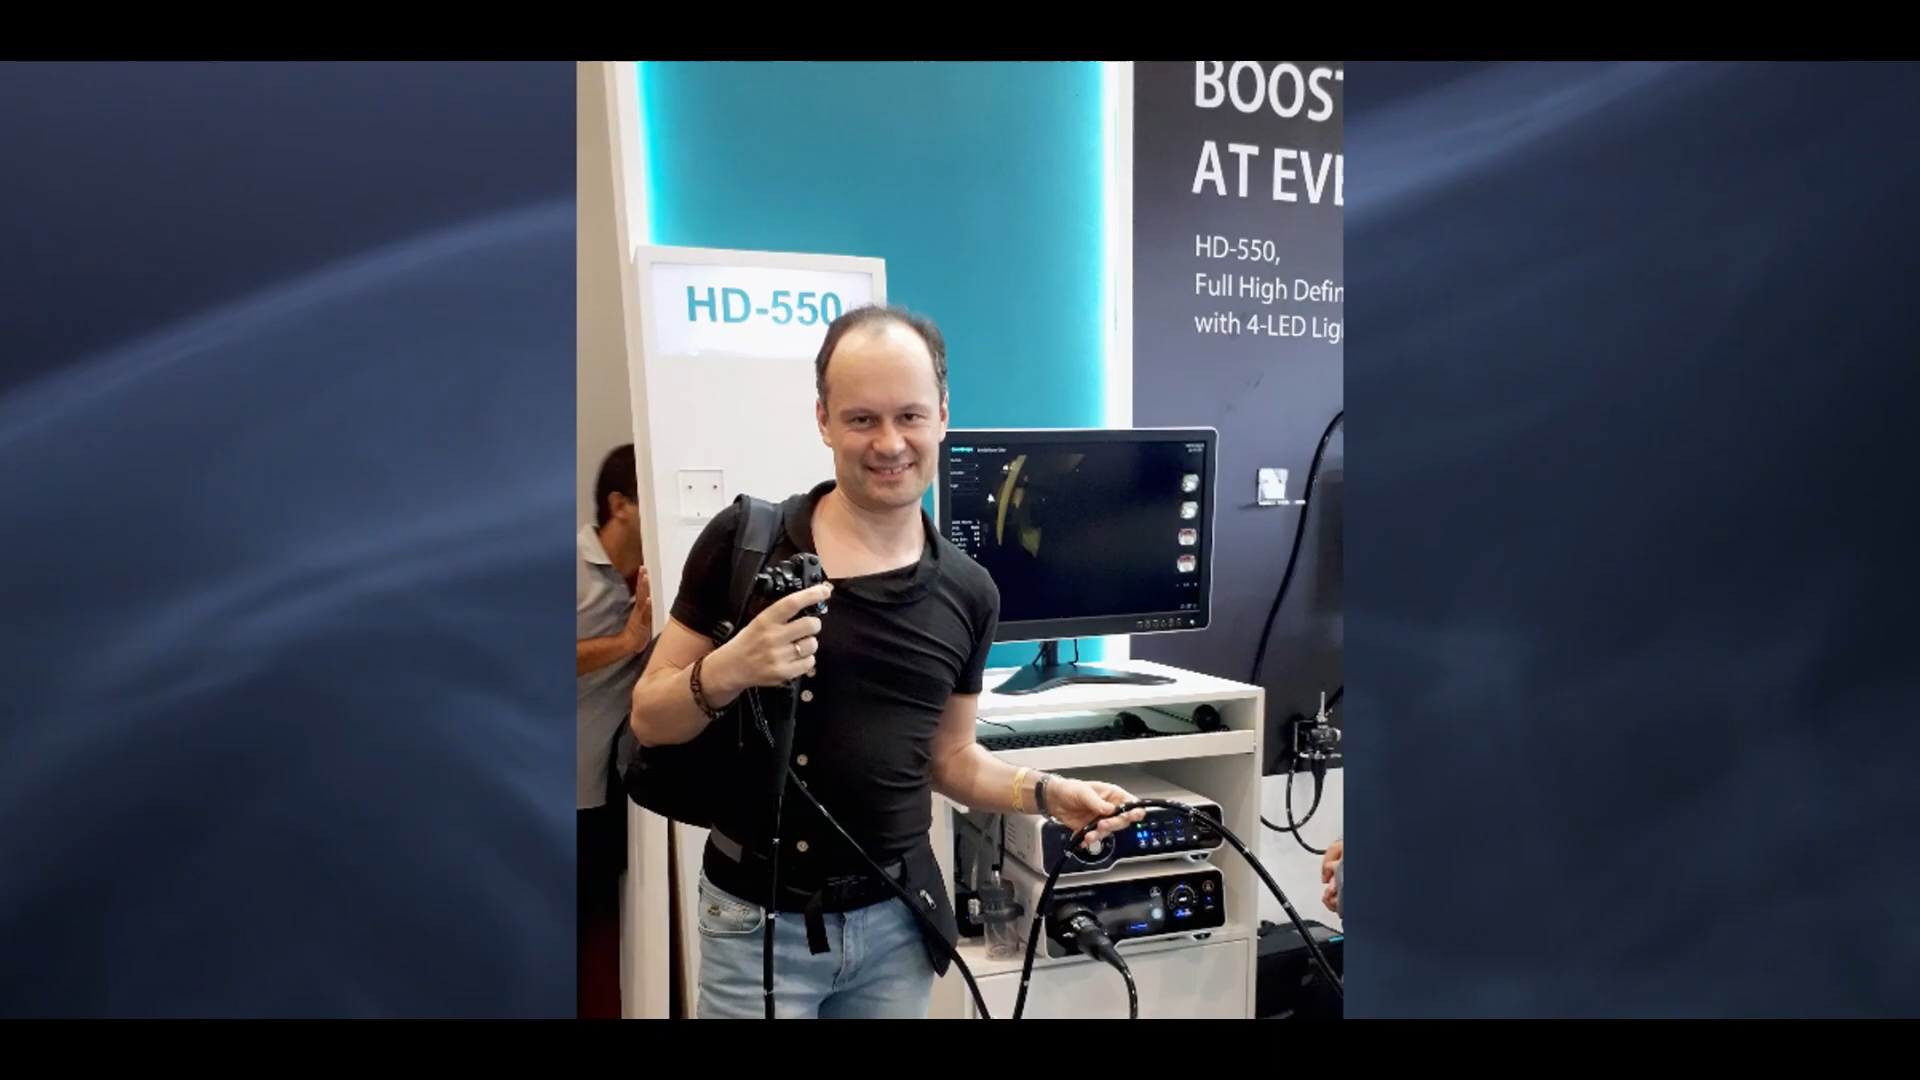 BOOST
AT EVE
HD-550,
Full High Defin
with 4-LED Lig
HD-550